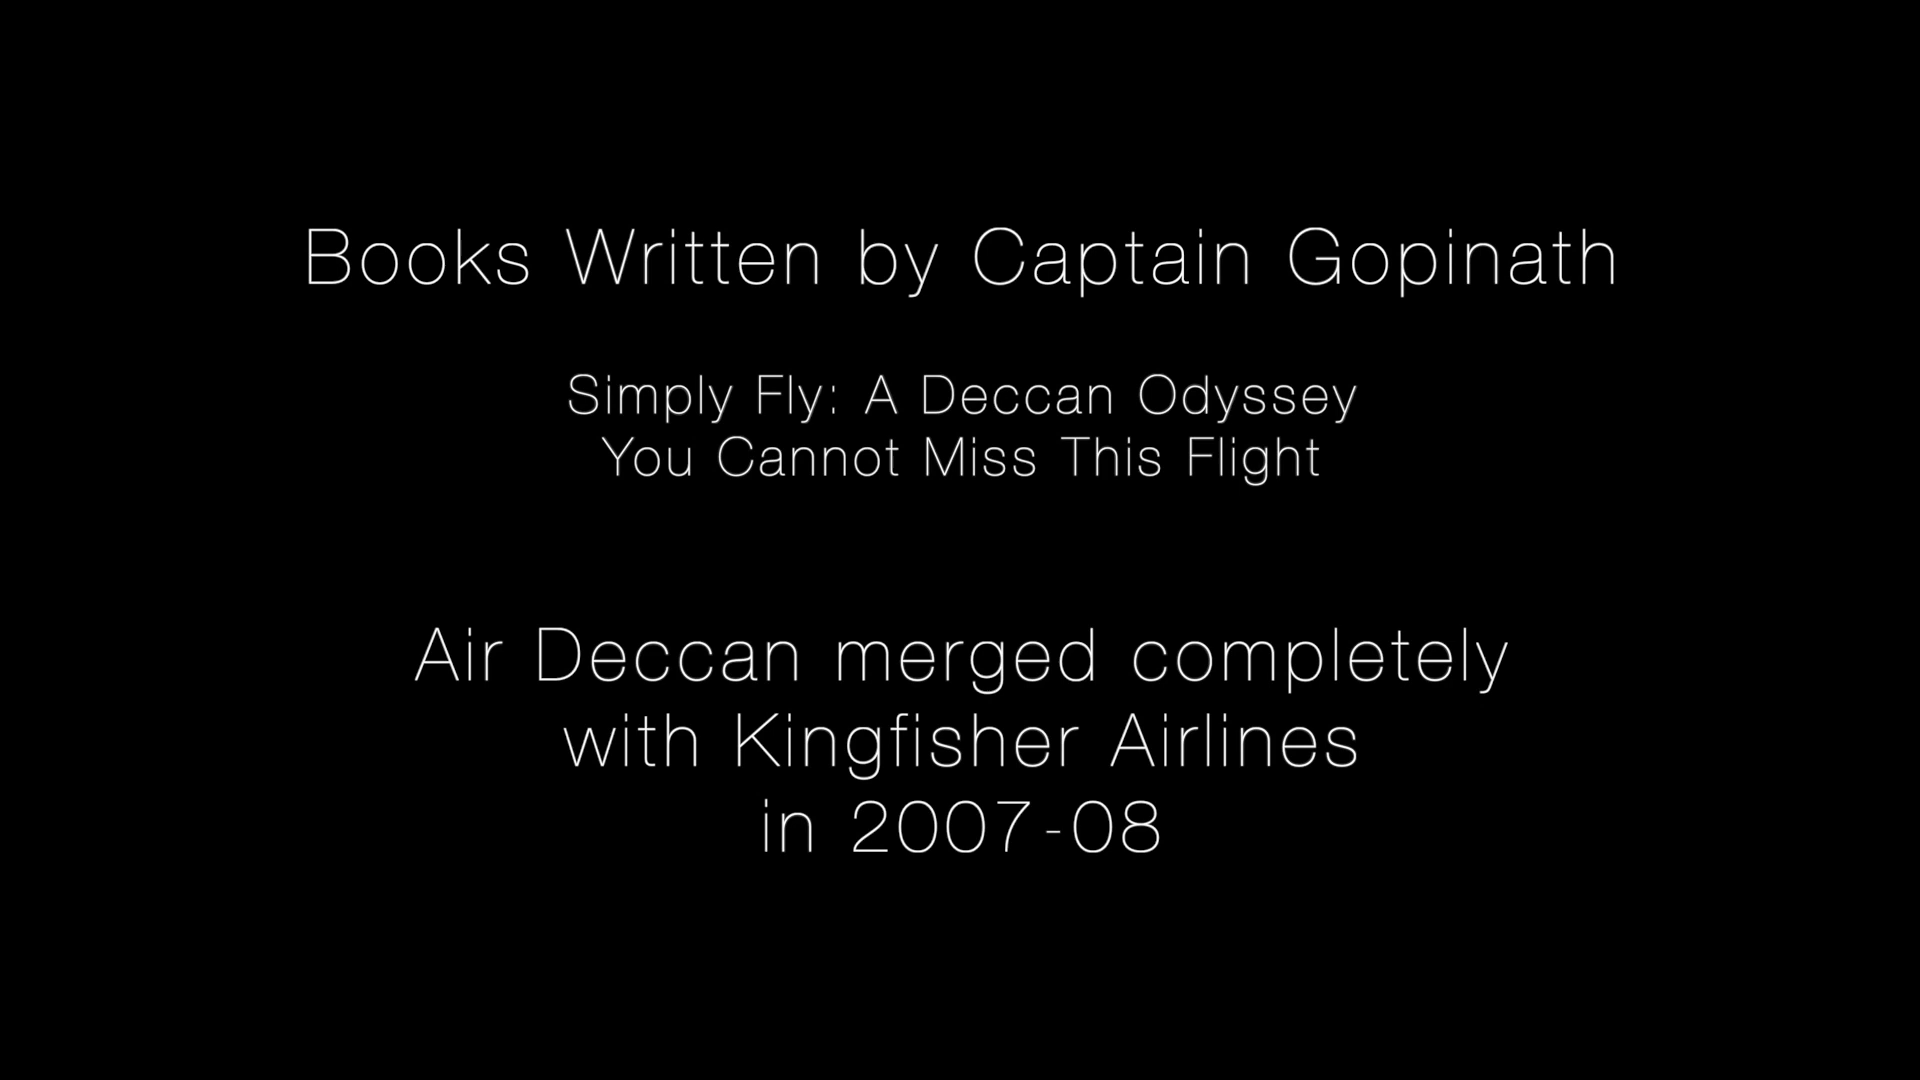 Books Written by Captain Gopinath
Simply Fly: A Deccan Odyssey
You Cannot Miss This Flight
Air Deccan merged completely
with Kingfisher Airlines
in 2007-08